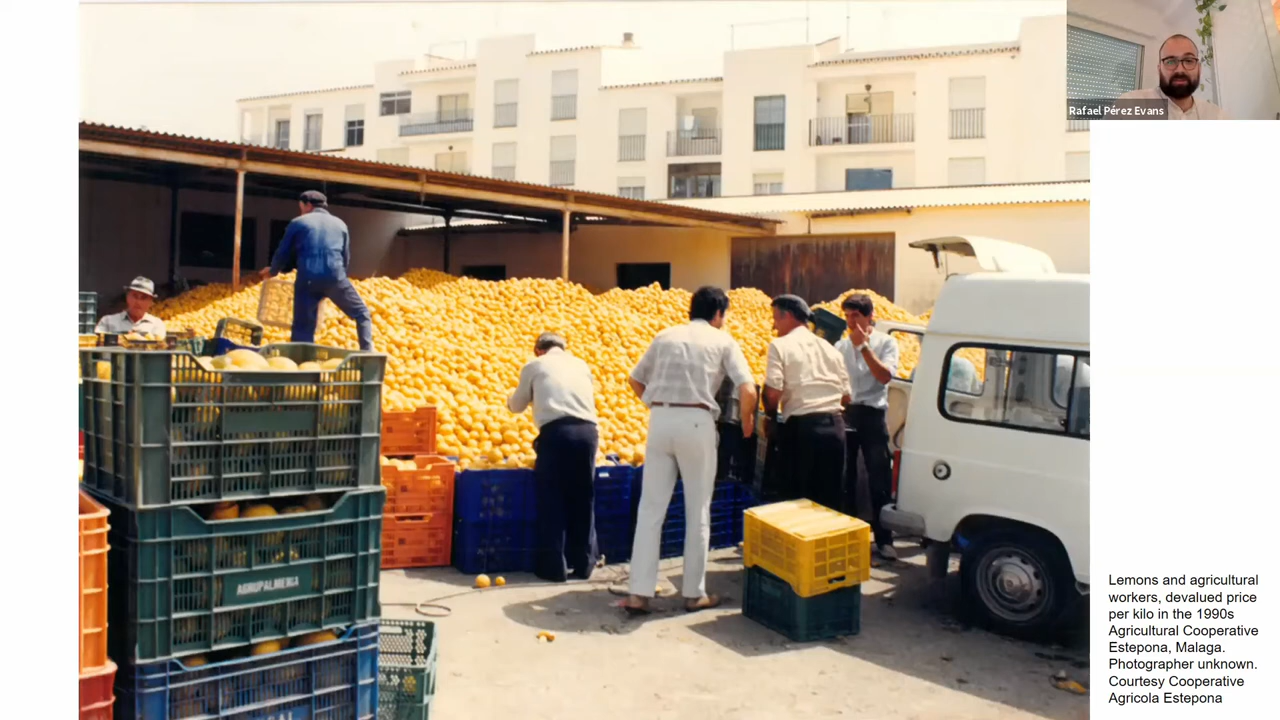 Rafael Pérez Evans
AGRUPALMERIA
Lemons and agricultural
workers, devalued price
per kilo in the 1990s
Agricultural Cooperative
Estepona, Malaga.
Photographer unknown.
Courtesy Cooperative
Agricola Estepona